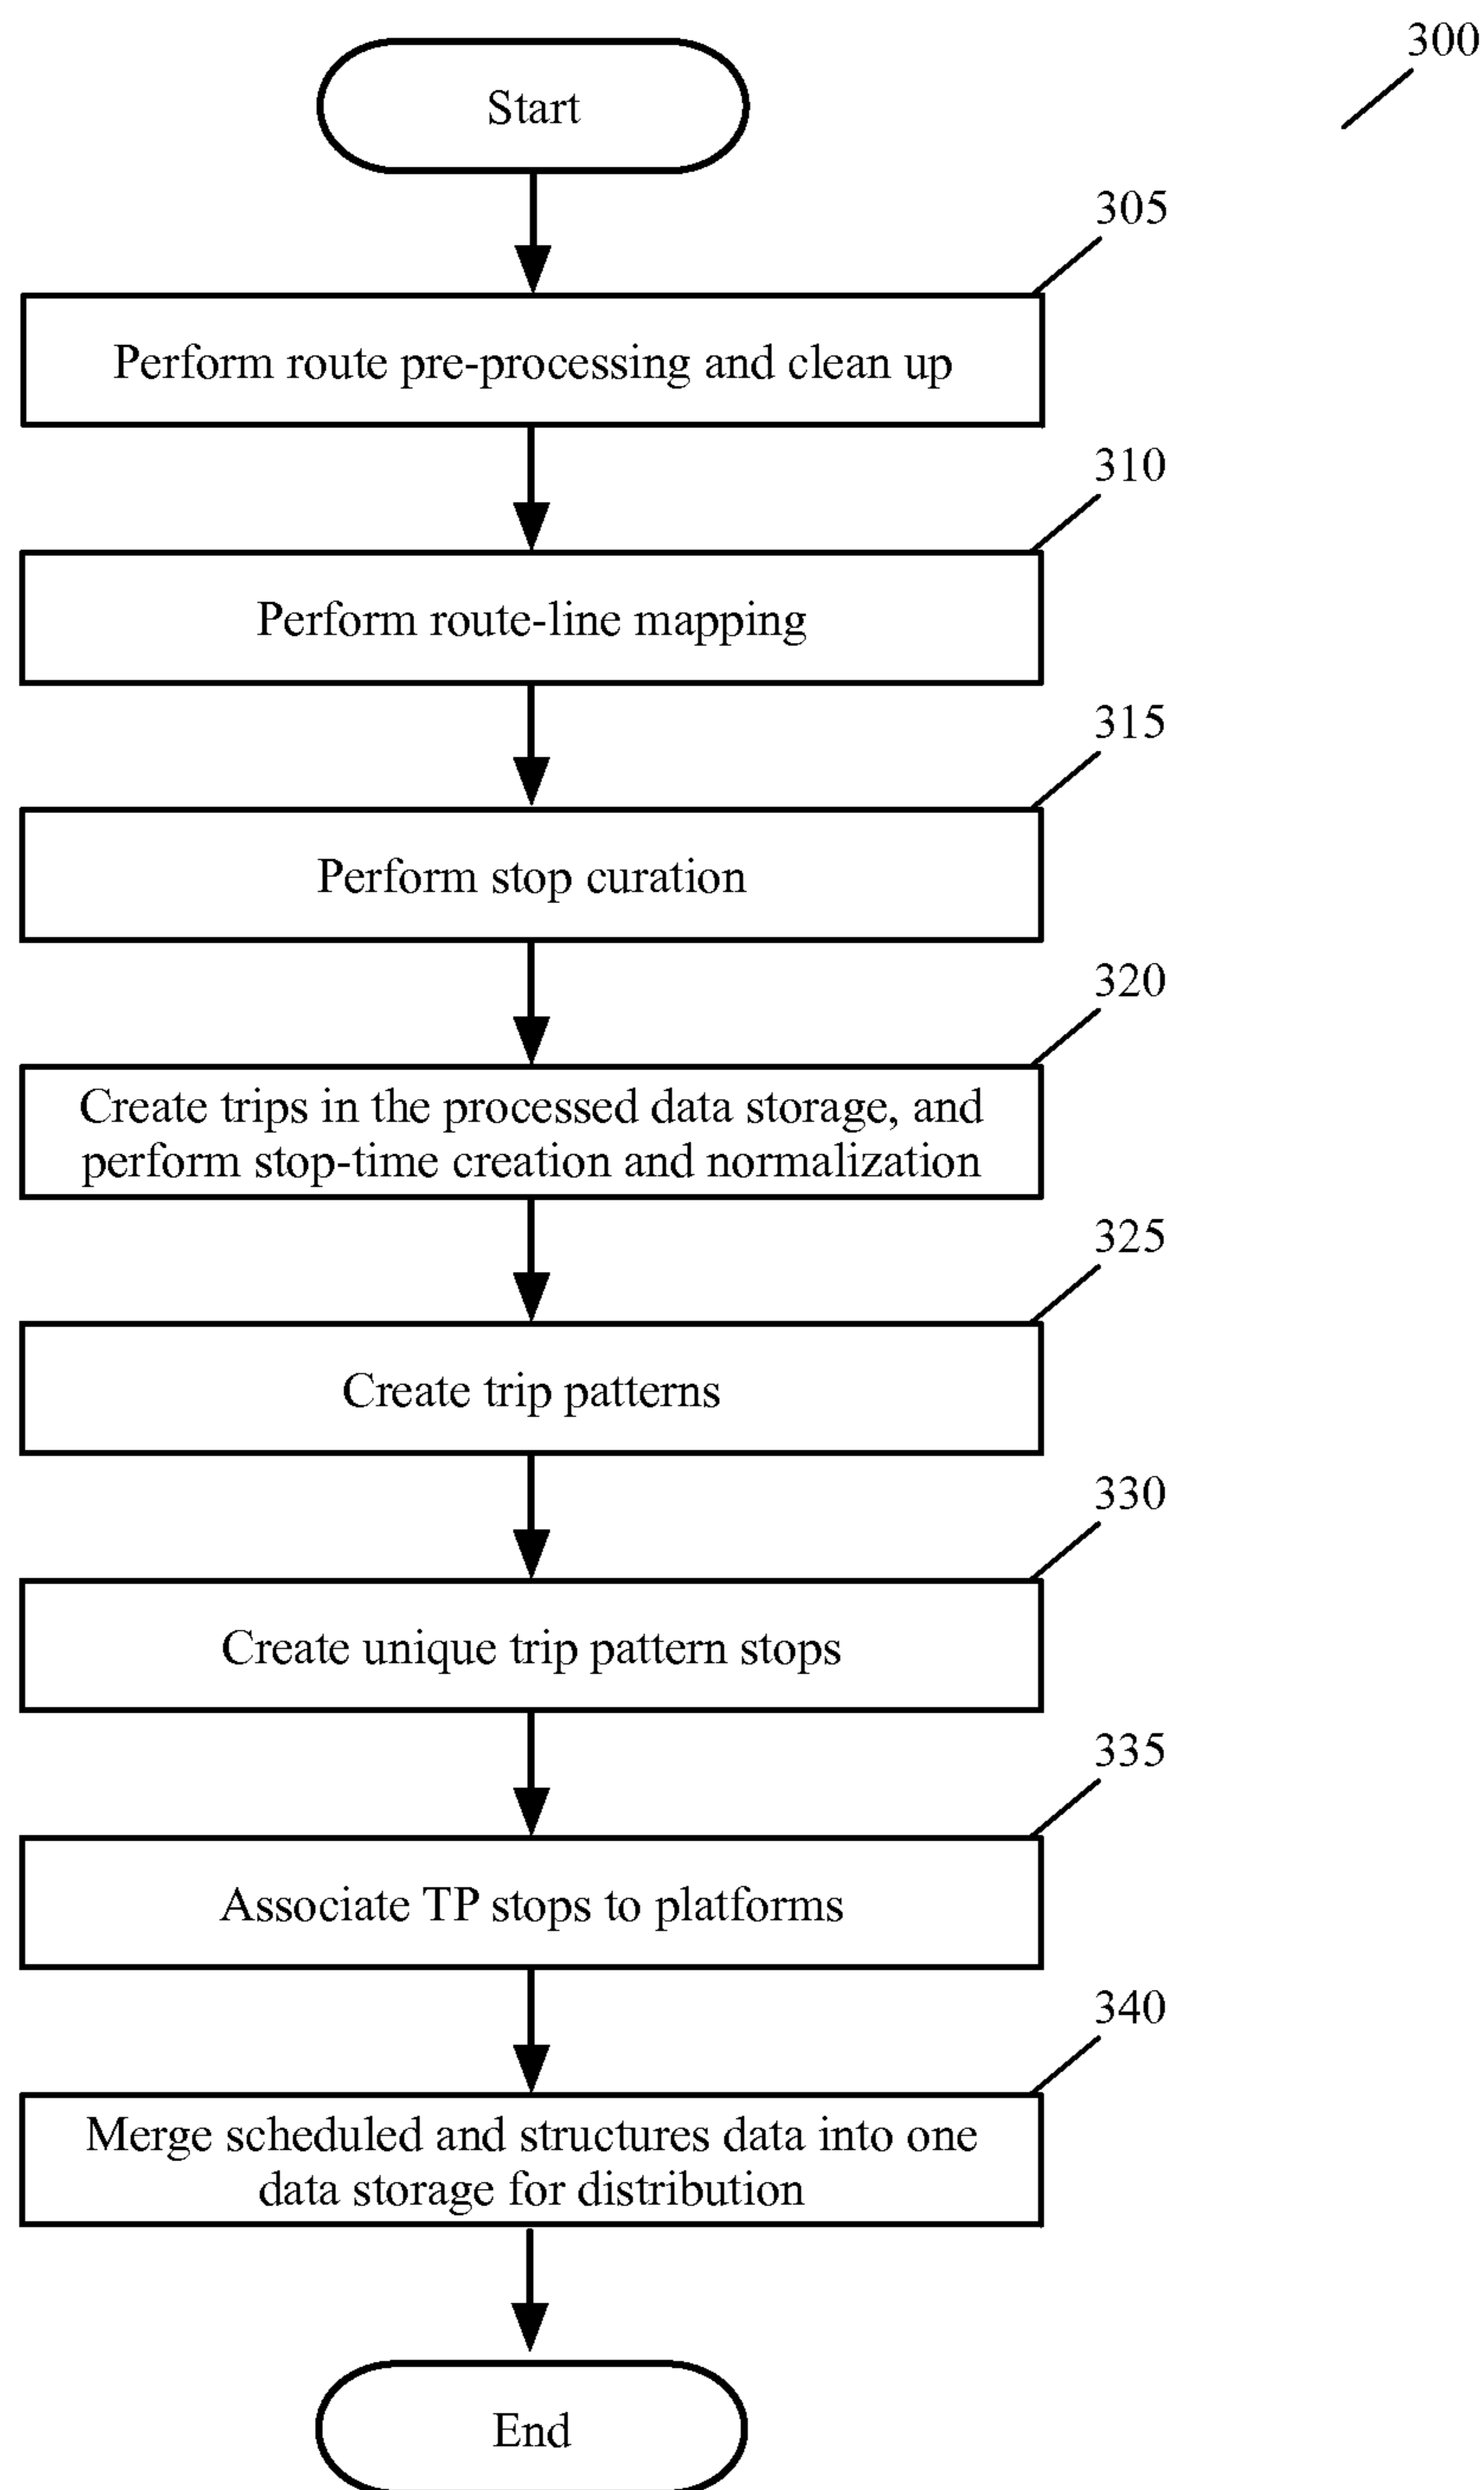 300
Start
305
Perform route pre-processing and clean up
310
Perform route-line mapping
315
Perform stop curation
320
Create trips in the processed data storage, and
perform stop-time creation and normalization
325
Create trip patterns
330
Create unique trip pattern stops
335
Associate TP stops to platforms
340
Merge scheduled and structures data into one
data storage for distribution
End